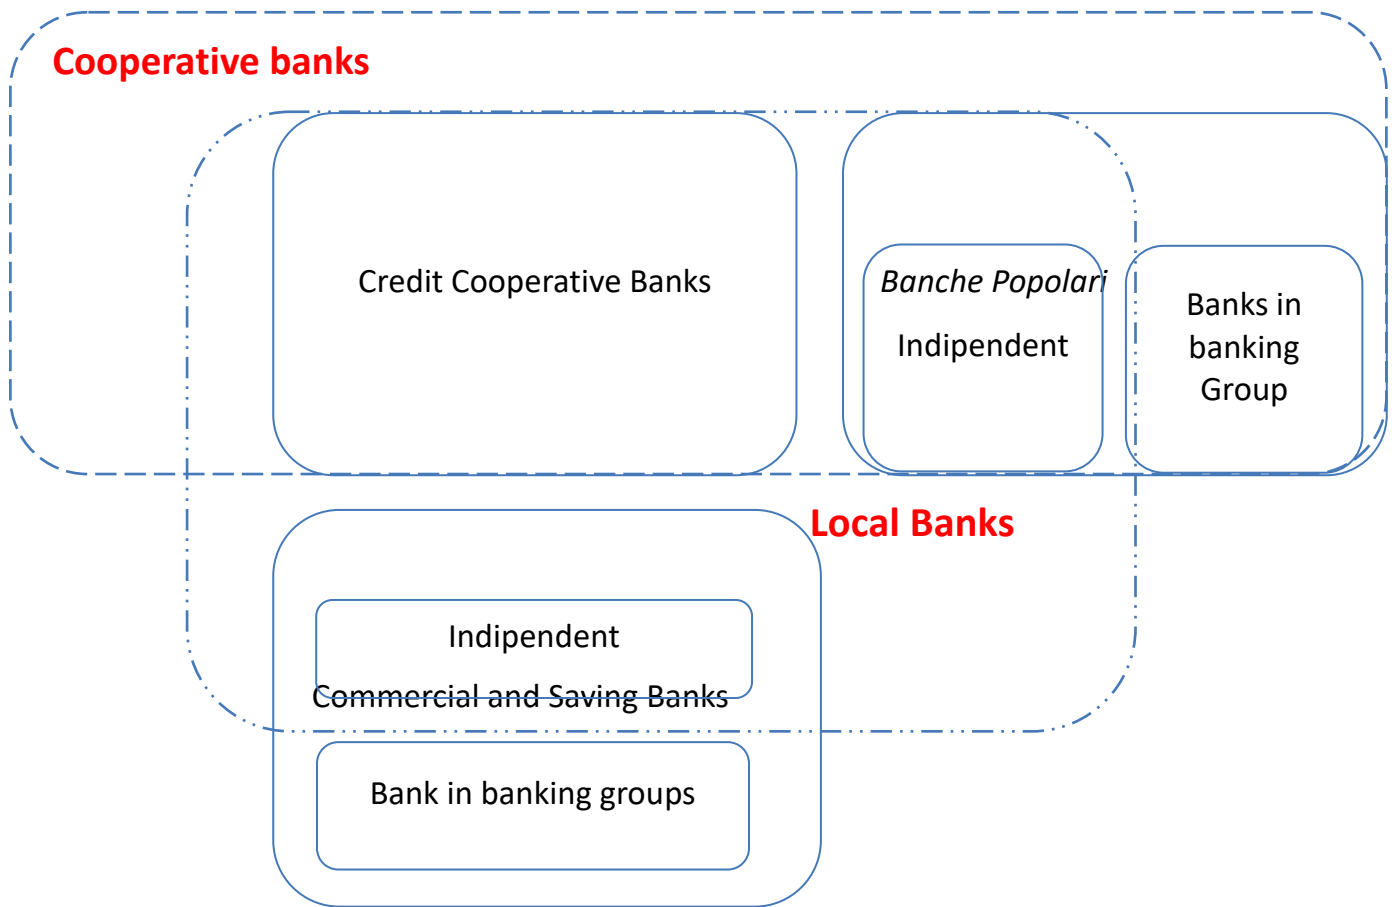 Cooperative banks
Credit Cooperative Banks
Banche Popolari
Indipendent
Banks in
banking
Group
Local Banks
Indipendent
Commercial and Saving Banks
Bank in banking groups